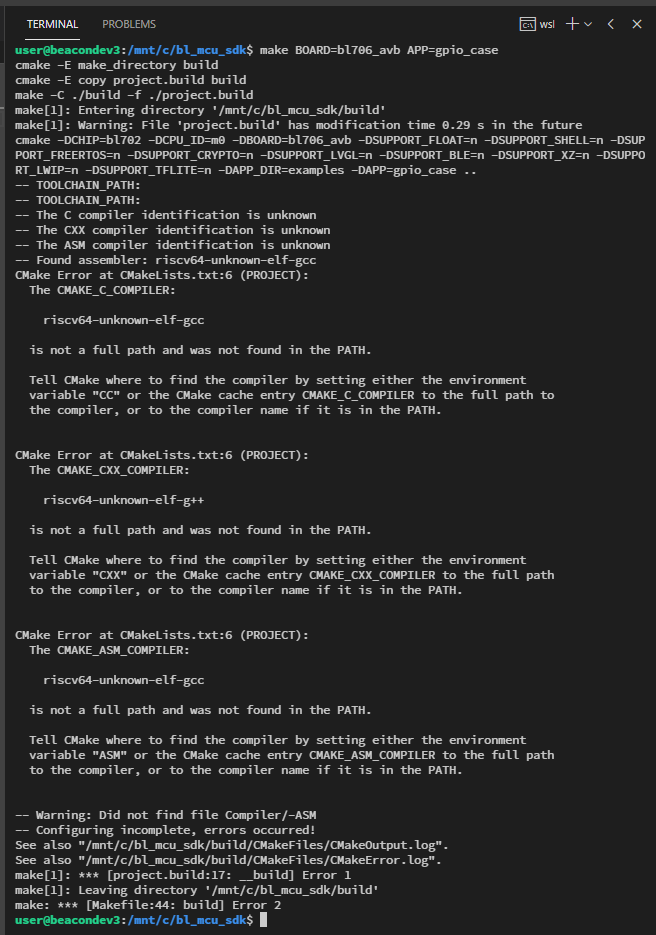 TERMINAL PROBLEMS wsl
user@beacondev3:/mnt/c/bl_mcu_sdk$ make BOARD=bl706_avb APP=gpio_case
cmake -E make_directory build
cmake -E copy project.build build
make -C ./build -f ./project.build
make[1]: Entering directory '/mnt/c/bl_mcu_sdk/build'
make[1]: Warning: File 'project.build' has modification time 0.29 s in the future
cmake -DCHIP=bl702 -DCPU_ID=m0 -DBOARD=bl706_avb -DSUPPORT_FLOAT=n -DSUPPORT_SHELL=n -DSUP
PORT_FREERTOS=n -DSUPPORT_CRYPTO=n -DSUPPORT_LVGL=n -DSUPPORT_BLE=n -DSUPPORT_XZ=n -DSUPPO
RT_LWIP=n -DSUPPORT_TFLITE=n -DAPP_DIR=examples -DAPP=gpio_case ..
-- TOOLCHAIN_PATH:
-- TOOLCHAIN_PATH:
-- The C compiler identification is unknown
-- The CXX compiler identification is unknown
-- The ASM compiler identification is unknown
-- Found assembler: riscv64-unknown-elf-gcc
CMake Error at CMakeLists.txt:6 (PROJECT):
  The CMAKE_C_COMPILER:

    riscv64-unknown-elf-gcc

  is not a full path and was not found in the PATH.

  Tell CMake where to find the compiler by setting either the environment
  variable "CC" or the CMake cache entry CMAKE_C_COMPILER to the full path to
  the compiler, or to the compiler name if it is in the PATH.


CMake Error at CMakeLists.txt:6 (PROJECT):
  The CMAKE_CXX_COMPILER:

    riscv64-unknown-elf-g++

  is not a full path and was not found in the PATH.

  Tell CMake where to find the compiler by setting either the environment
  variable "CXX" or the CMake cache entry CMAKE_CXX_COMPILER to the full path
  to the compiler, or to the compiler name if it is in the PATH.


CMake Error at CMakeLists.txt:6 (PROJECT):
  The CMAKE_ASM_COMPILER:

    riscv64-unknown-elf-gcc

  is not a full path and was not found in the PATH.

  Tell CMake where to find the compiler by setting either the environment
  variable "ASM" or the CMake cache entry CMAKE_ASM_COMPILER to the full path
  to the compiler, or to the compiler name if it is in the PATH.


-- Warning: Did not find file Compiler/-ASM
-- Configuring incomplete, errors occurred!
See also "/mnt/c/bl_mcu_sdk/build/CMakeFiles/CMakeOutput.log".
See also "/mnt/c/bl_mcu_sdk/build/CMakeFiles/CMakeError.log".
make[1]: *** [project.build:17: __build] Error 1
make[1]: Leaving directory '/mnt/c/bl_mcu_sdk/build'
make: *** [Makefile:44: build] Error 2
user@beacondev3:/mnt/c/bl_mcu_sdk$